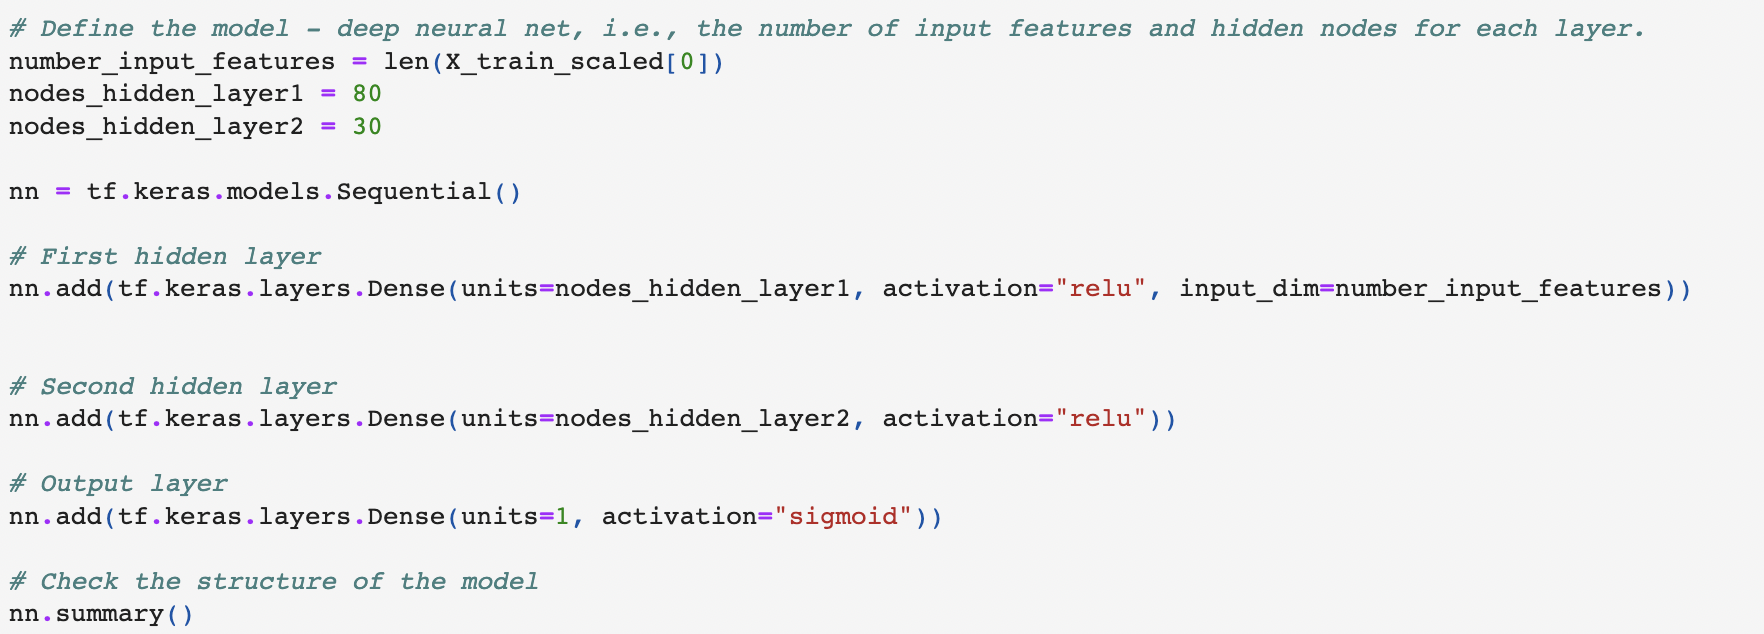 # Define the model – deep neural net, i.e., the number of input features and hidden nodes for each layer.
number_input_features = len(X_train_scaled[0])
nodes_hidden_layer1 = 80
nodes_hidden_layer2 = 30
nn = tf.keras.models.Sequential()
# First hidden layer
nn.add(tf.keras.layers.Dense(units=nodes_hidden_layer1, activation="relu", input_dim=number_input_features))
# Second hidden layer
nn.add(tf.keras.layers.Dense(units=nodes_hidden_layer2, activation="relu"))
# Output layer
nn.add(tf.keras.layers.Dense(units=1, activation="sigmoid"))
# Check the structure of the model
nn.summary()